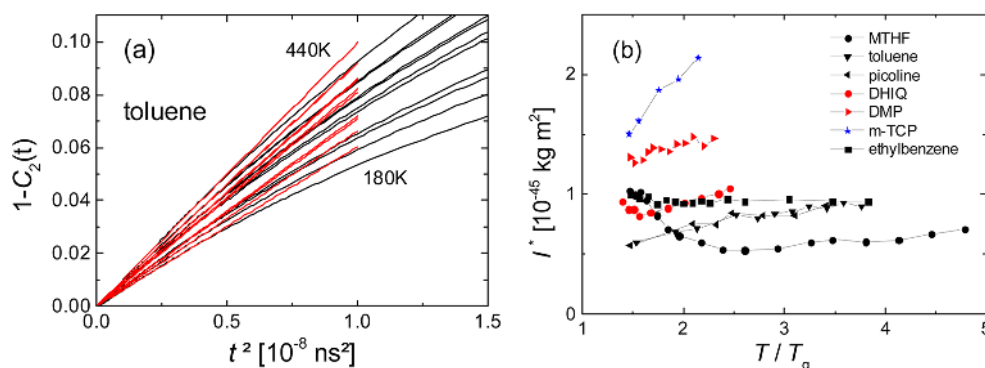 (a)
440K
toluene
180K
0.10
0.08
0.06
0.04
0.02
0.00
1-C₂(t)
0.0 0.5 1.0 1.5
t² [10⁻⁸ ns²]
(b)
MTHF
toluene
picoline
DHIQ
DMP
m-TCP
ethylbenzene
2
1
0
I* [10⁻⁴⁵ kg m²]
1 2 3 4 5
T / T_g